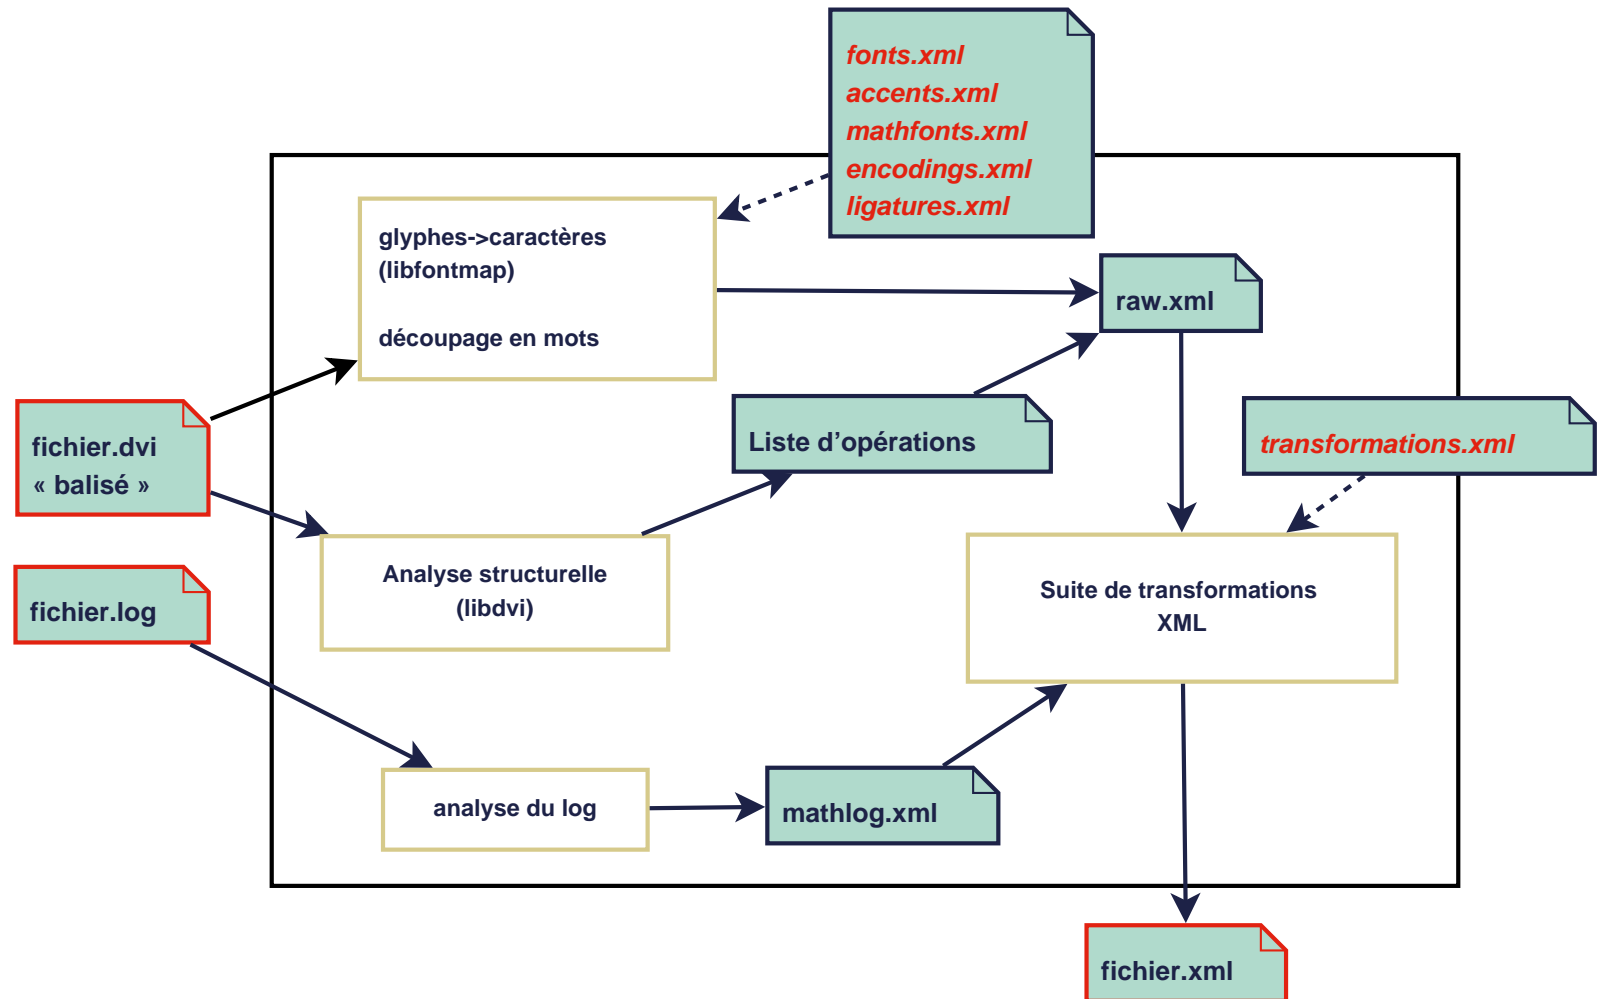 fonts.xml
accents.xml
mathfonts.xml
encodings.xml
ligatures.xml
glyphes->caractères
(libfontmap)
découpage en mots
raw.xml
fichier.dvi
« balisé »
Liste d’opérations
transformations.xml
Analyse structurelle
(libdvi)
fichier.log
Suite de transformations
XML
analyse du log
mathlog.xml
fichier.xml